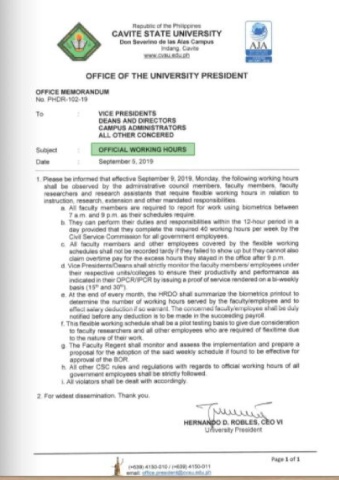 Republic of the Philippines
CAVITE STATE UNIVERSITY
Don Severino de las Alas Campus
Indang, Cavite
www.cvsu.edu.ph
AJA
OFFICE OF THE UNIVERSITY PRESIDENT
OFFICE MEMORANDUM
No. PHDR-102-19
To : VICE PRESIDENTS
DEANS AND DIRECTORS
CAMPUS ADMINISTRATORS
ALL OTHER CONCERED
Subject : OFFICIAL WORKING HOURS
Date : September 5, 2019
1. Please be informed that effective September 9, 2019, Monday, the following working hours
shall be observed by the administrative council members, faculty members, faculty
researchers and research assistants that require flexible working hours in relation to
instruction, research, extension and other mandated responsibilities.
a. All faculty members are required to report for work using biometrics between
7 a.m. and 9 p.m. as their schedules require.
b. They can perform their duties and responsibilities within the 12-hour period in a
day provided that they complete the required 40 working hours per week by the
Civil Service Commission for all government employees.
c. All faculty members and other employees covered by the flexible working
schedules shall not be recorded tardy if they failed to show up but they cannot also
claim overtime pay for the excess hours they stayed in the office after 9 p.m.
d. Vice Presidents/Deans shall strictly monitor the faculty members/ employees under
their respective units/colleges to ensure their productivity and performance as
indicated in their OPCR/IPCR by issuing a proof of service rendered on a bi-weekly
basis (15th and 30th).
e. At the end of every month, the HRDO shall summarize the biometrics printout to
determine the number of working hours served by the faculty/employees and to
effect salary deduction if so warrant. The concerned faculty/employee shall be duly
notified before any deduction is to be made in the succeeding payroll.
f. This flexible working schedule shall be a pilot testing basis to give due consideration
to faculty researchers and all other employees who are required of flexitime due
to the nature of their work.
g. The Faculty Regent shall monitor and assess the implementation and prepare a
proposal for the adoption of the said weekly schedule if found to be effective for
approval of the BOR.
h. All other CSC rules and regulations with regards to official working hours of all
government employees shall be strictly followed.
i. All violators shall be dealt with accordingly.
2. For widest dissemination. Thank you.
HERNANDO D. ROBLES, CEO VI
University President
Page 1 of 1
(+639) 4150-010 / (+639) 4150-011
email: office.president@cvsu.edu.ph